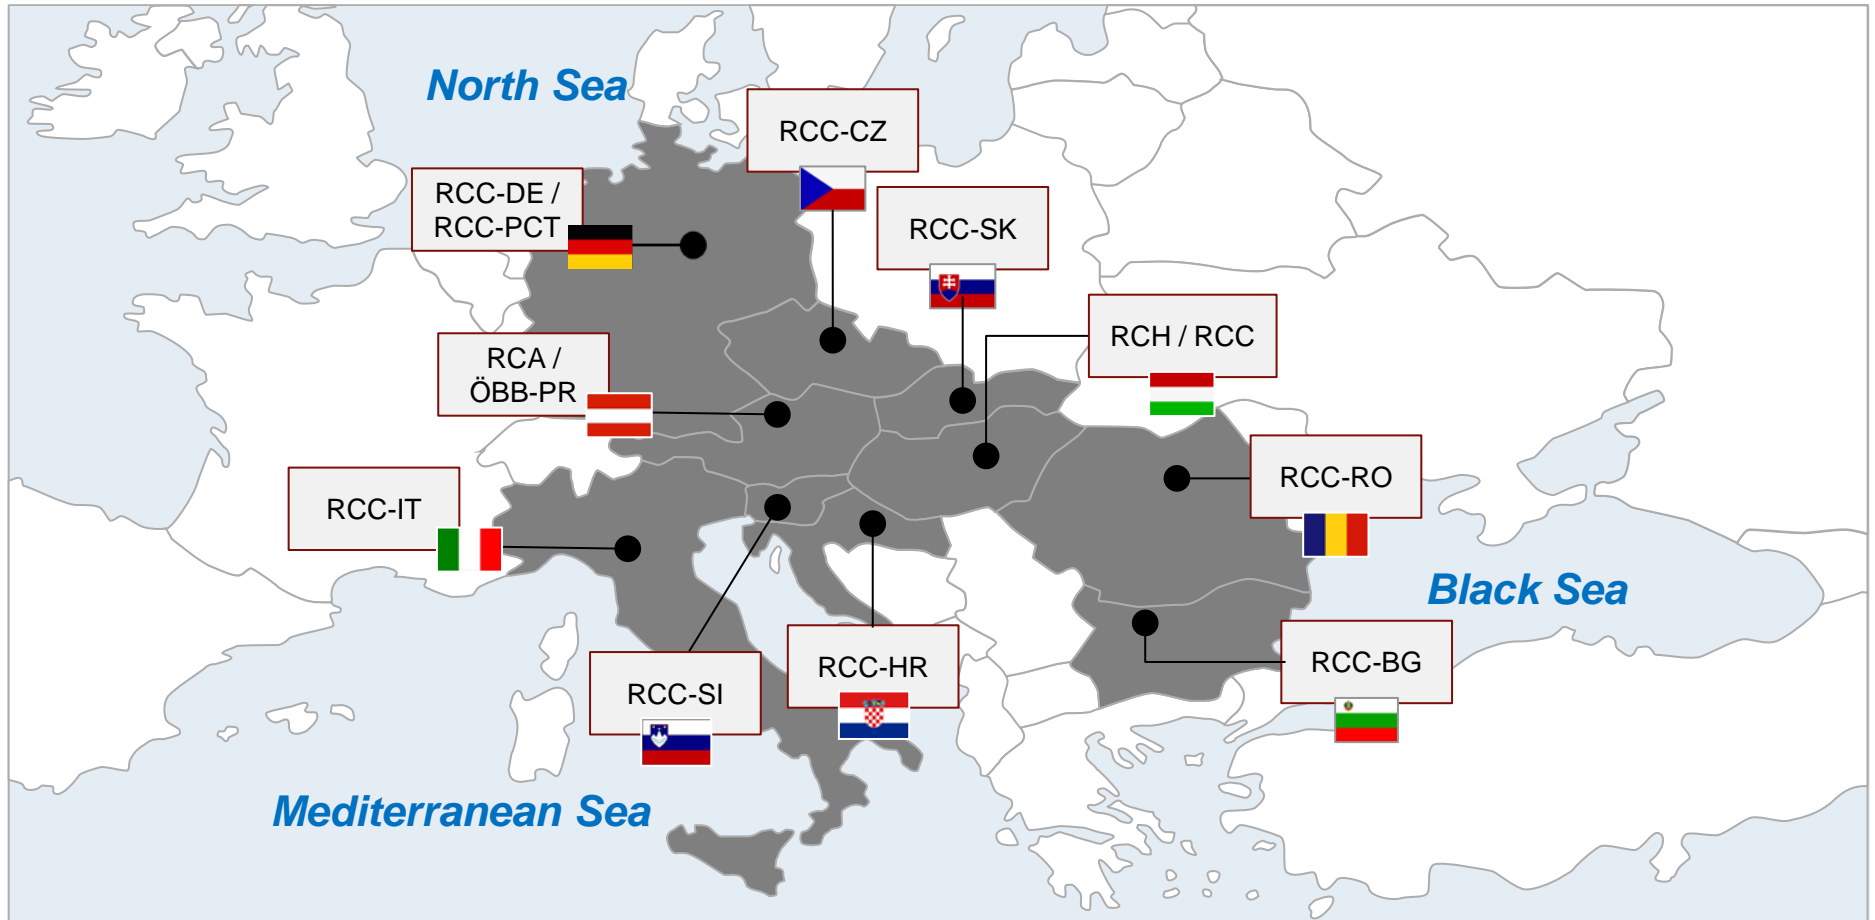 North Sea
RCC-CZ
RCC-DE /
RCC-PCT
RCC-SK
RCH / RCC
RCA /
ÖBB-PR
RCC-RO
RCC-IT
Black Sea
RCC-HR
RCC-BG
RCC-SI
Mediterranean Sea